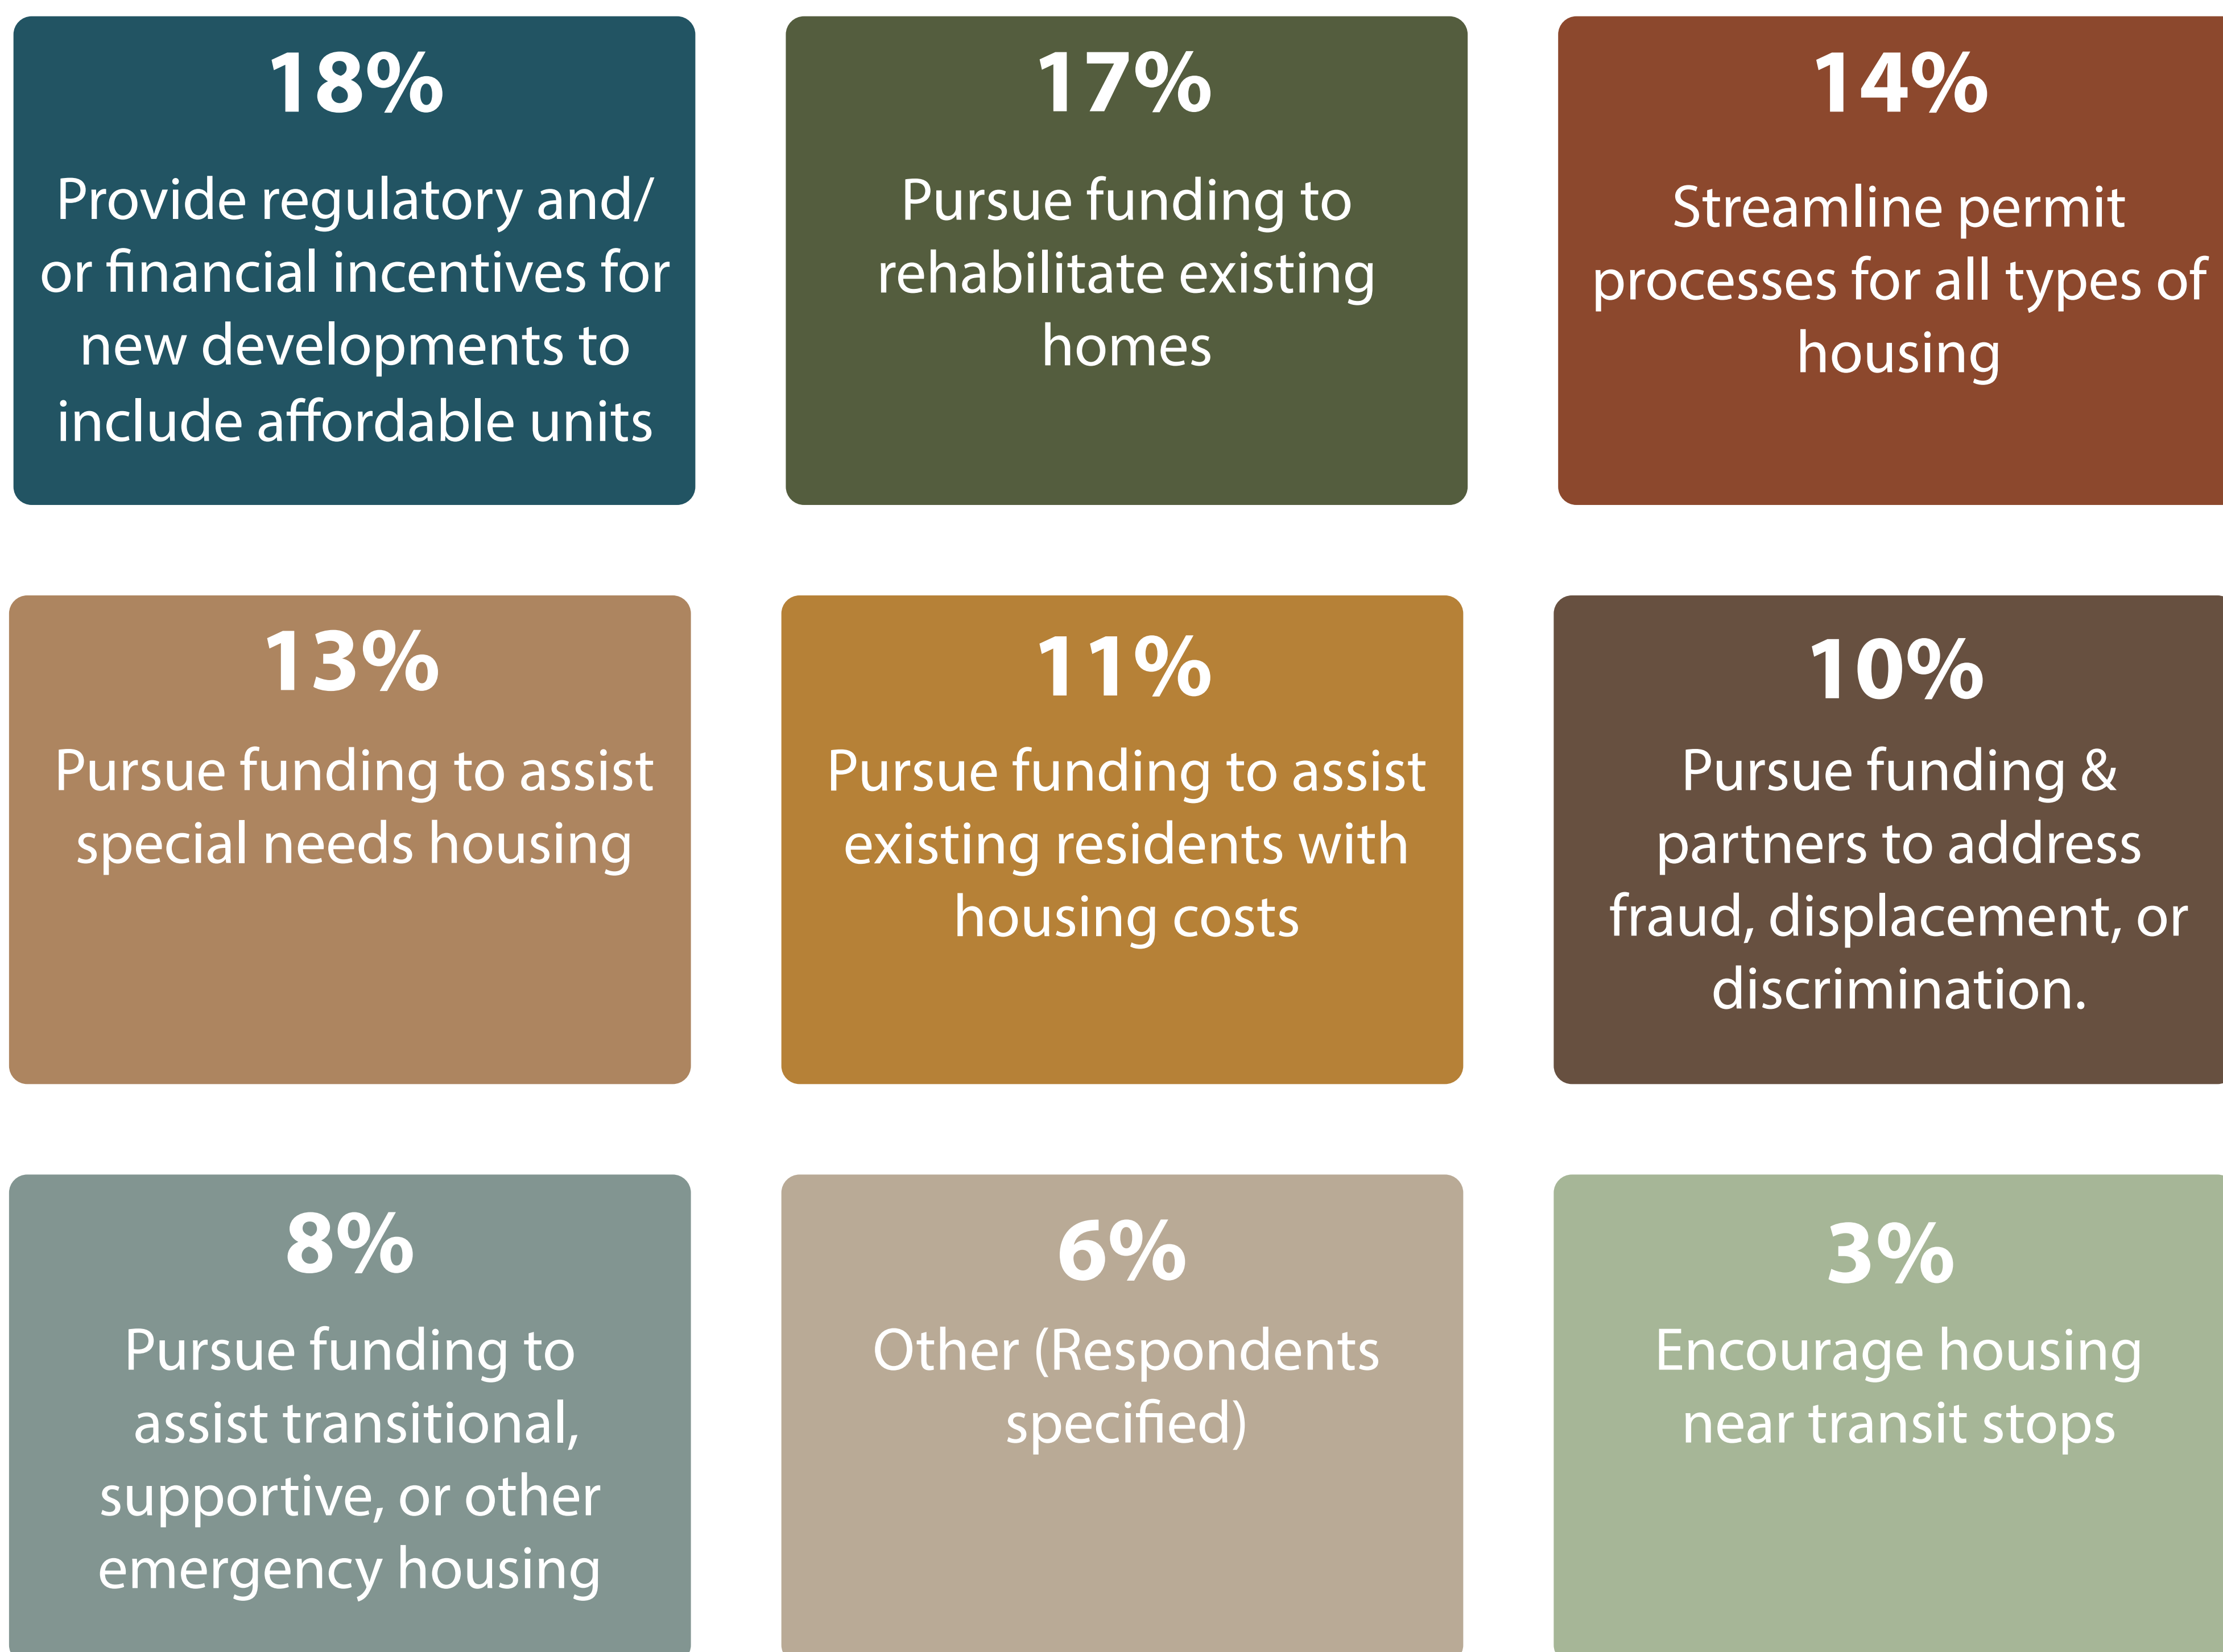 18%
Provide regulatory and/
or financial incentives for
new developments to
include affordable units
17%
Pursue funding to
rehabilitate existing
homes
14%
Streamline permit
processes for all types of
housing
13%
Pursue funding to assist
special needs housing
11%
Pursue funding to assist
existing residents with
housing costs
10%
Pursue funding &
partners to address
fraud, displacement, or
discrimination.
8%
Pursue funding to
assist transitional,
supportive, or other
emergency housing
6%
Other (Respondents
specified)
3%
Encourage housing
near transit stops